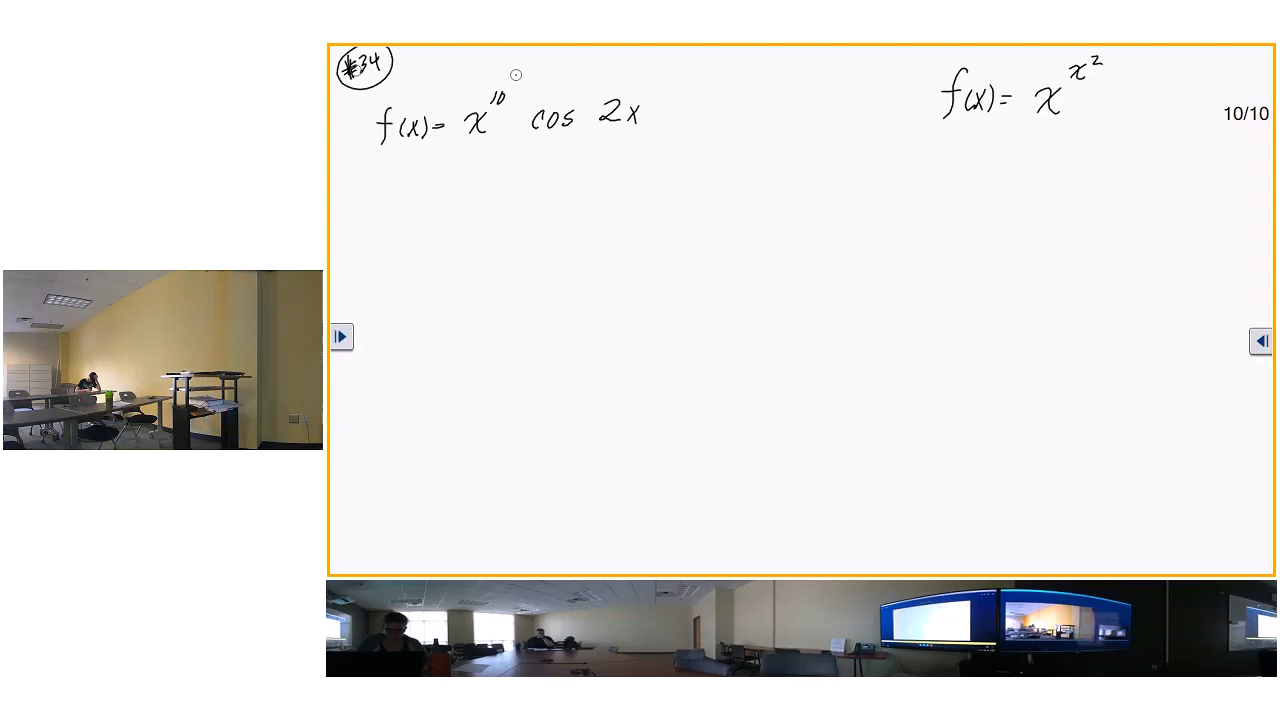 #34
f(x)= x^10 cos 2x
f(x)= x^x^2
10/10